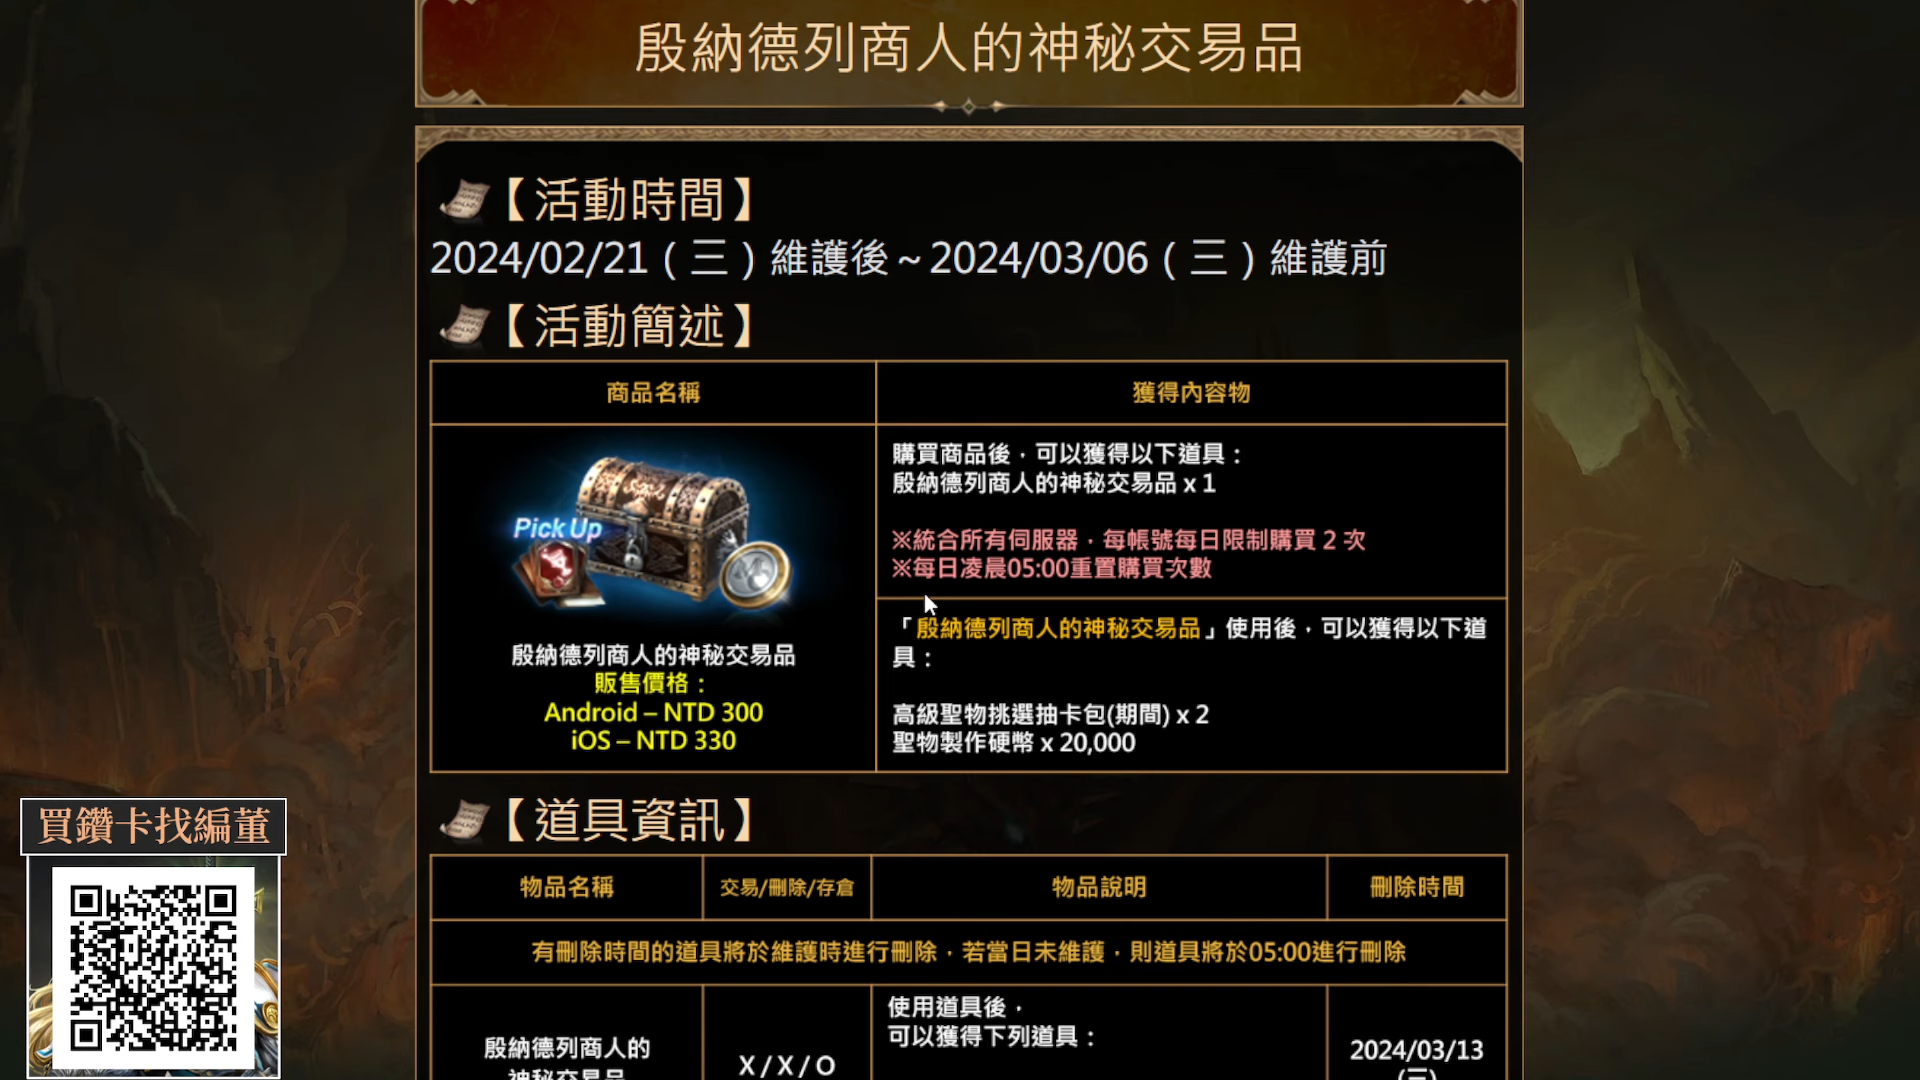 殷納德列商人的神秘交易品
【活動時間】
2024/02/21（三）維護後～2024/03/06（三）維護前
【活動簡述】
商品名稱
獲得內容物
Pick Up
殷納德列商人的神秘交易品
販售價格：
Android – NTD 300
iOS – NTD 330
購買商品後，可以獲得以下道具：
殷納德列商人的神秘交易品 x 1
※統合所有伺服器，每帳號每日限制購買 2 次
※每日凌晨05:00重置購買次數
「殷納德列商人的神秘交易品」使用後，可以獲得以下道
具：
高級聖物挑選抽卡包(期間) x 2
聖物製作硬幣 x 20,000
【道具資訊】
物品名稱
交易/刪除/存倉
物品說明
刪除時間
有刪除時間的道具將於維護時進行刪除，若當日未維護，則道具將於05:00進行刪除
殷納德列商人的
神秘交易品
X / X / O
使用道具後，
可以獲得下列道具：
2024/03/13
(三)
買鑽卡找編董